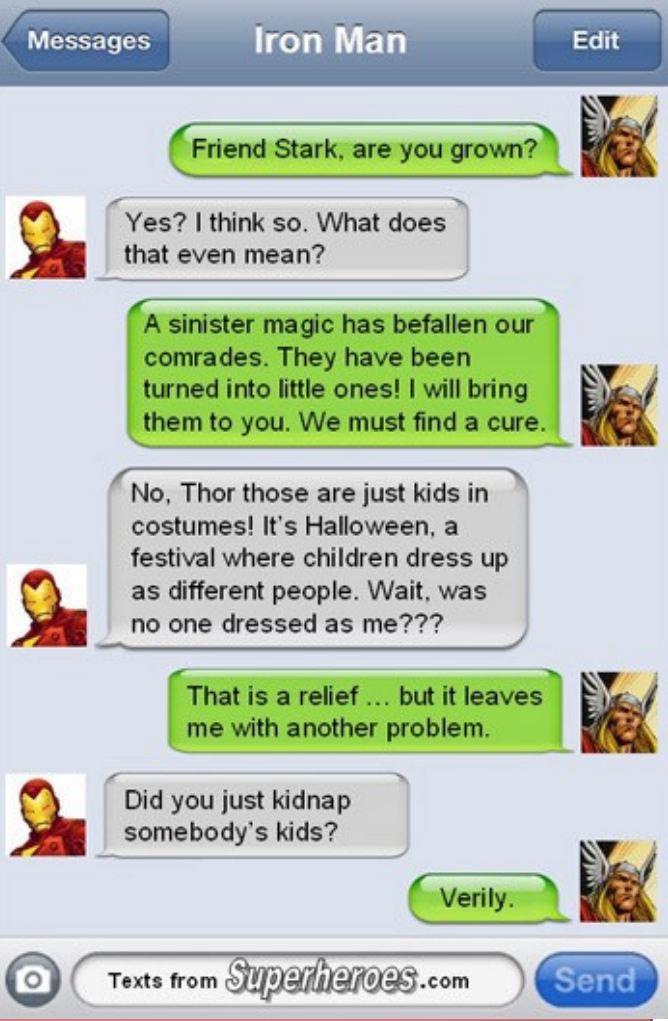 Messages
Iron Man
Edit
Friend Stark, are you grown?
Yes? I think so. What does
that even mean?
A sinister magic has befallen our
comrades. They have been
turned into little ones! I will bring
them to you. We must find a cure.
No, Thor those are just kids in
costumes! It's Halloween, a
festival where children dress up
as different people. Wait, was
no one dressed as me???
That is a relief ... but it leaves
me with another problem.
Did you just kidnap
somebody's kids?
Verily.
Texts from Superheroes.com
Send